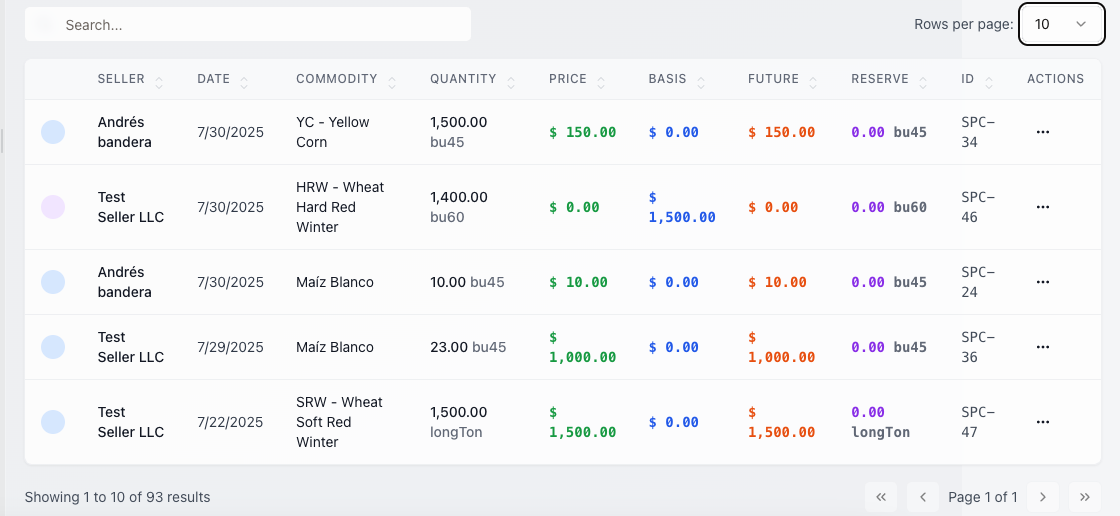 Search...
Rows per page: 10
SELLER DATE COMMODITY QUANTITY PRICE BASIS FUTURE RESERVE ID ACTIONS
Andrés bandera 7/30/2025 YC - Yellow Corn 1,500.00 bu45 $ 150.00 $ 0.00 $ 150.00 0.00 bu45 SPC-34 ···
Test Seller LLC 7/30/2025 HRW - Wheat Hard Red Winter 1,400.00 bu60 $ 0.00 $ 1,500.00 $ 0.00 0.00 bu60 SPC-46 ···
Andrés bandera 7/30/2025 Maíz Blanco 10.00 bu45 $ 10.00 $ 0.00 $ 10.00 0.00 bu45 SPC-24 ···
Test Seller LLC 7/29/2025 Maíz Blanco 23.00 bu45 $ 1,000.00 $ 0.00 $ 1,000.00 0.00 bu45 SPC-36 ···
Test Seller LLC 7/22/2025 SRW - Wheat Soft Red Winter 1,500.00 longTon $ 1,500.00 $ 0.00 $ 1,500.00 0.00 longTon SPC-47 ···
Showing 1 to 10 of 93 results
« ‹ Page 1 of 1 › »